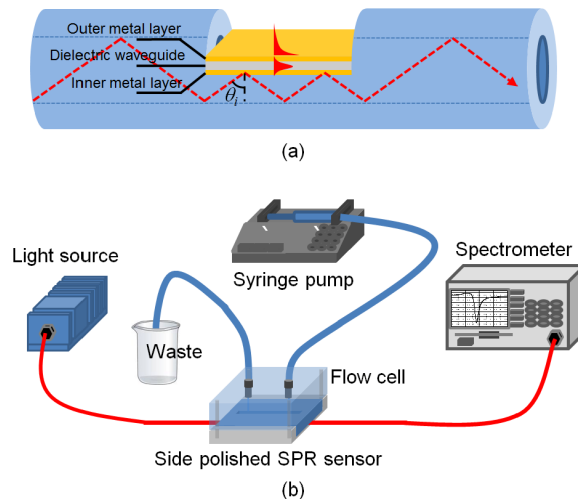 Outer metal layer
Dielectric waveguide
Inner metal layer
θi
(a)
Light source
Syringe pump
Spectrometer
Waste
Flow cell
Side polished SPR sensor
(b)